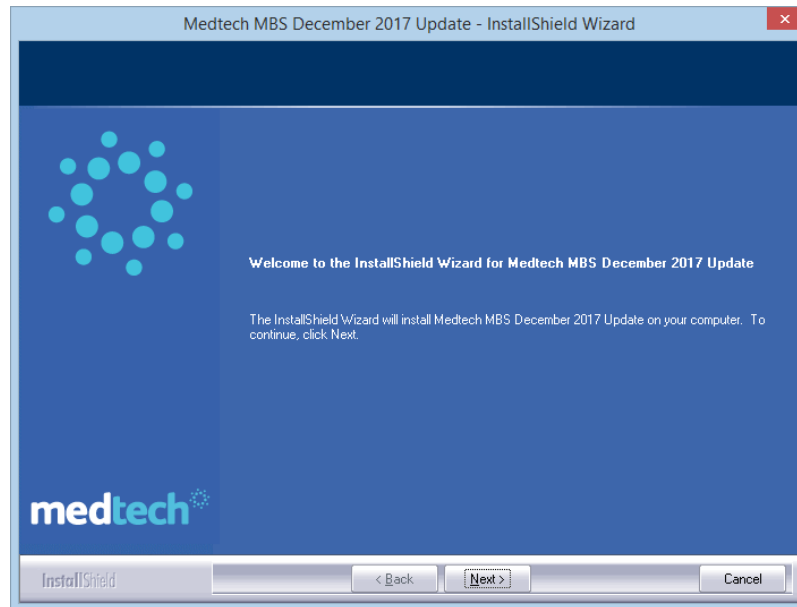 Medtech MBS December 2017 Update - InstallShield Wizard
Welcome to the InstallShield Wizard for Medtech MBS December 2017 Update
The InstallShield Wizard will install Medtech MBS December 2017 Update on your computer. To
continue, click Next.
medtech
InstallShield
< Back
Next >
Cancel